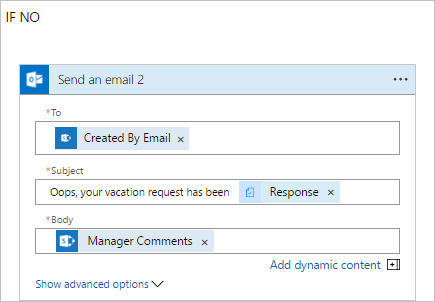 IF NO
Send an email 2
*To
Created By Email ×
*Subject
Oops, your vacation request has been Response ×
*Body
Manager Comments ×
Add dynamic content
Show advanced options